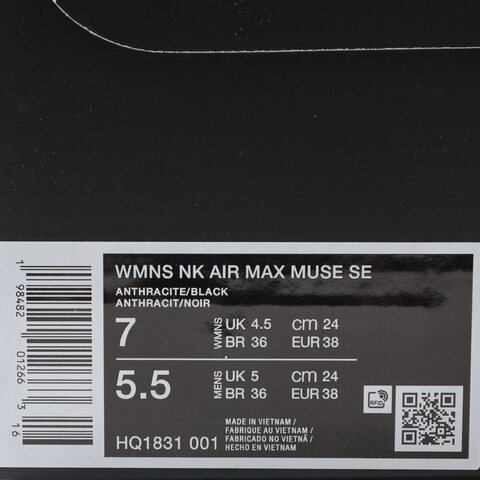 WMNS NK AIR MAX MUSE SE
ANTHRACITE/BLACK
ANTHRACIT/NOIR
7 WMNS UK 4.5 cm 24
BR 36 EUR 38
5.5 MENS UK 5 cm 24
BR 36 EUR 38
HQ1831 001
MADE IN VIETNAM /
FABRIQUE AU VIETNAM /
FABRICADO NO VIETNÃ /
HECHO EN VIETNAM
RFID
1 98482 01266 3 16